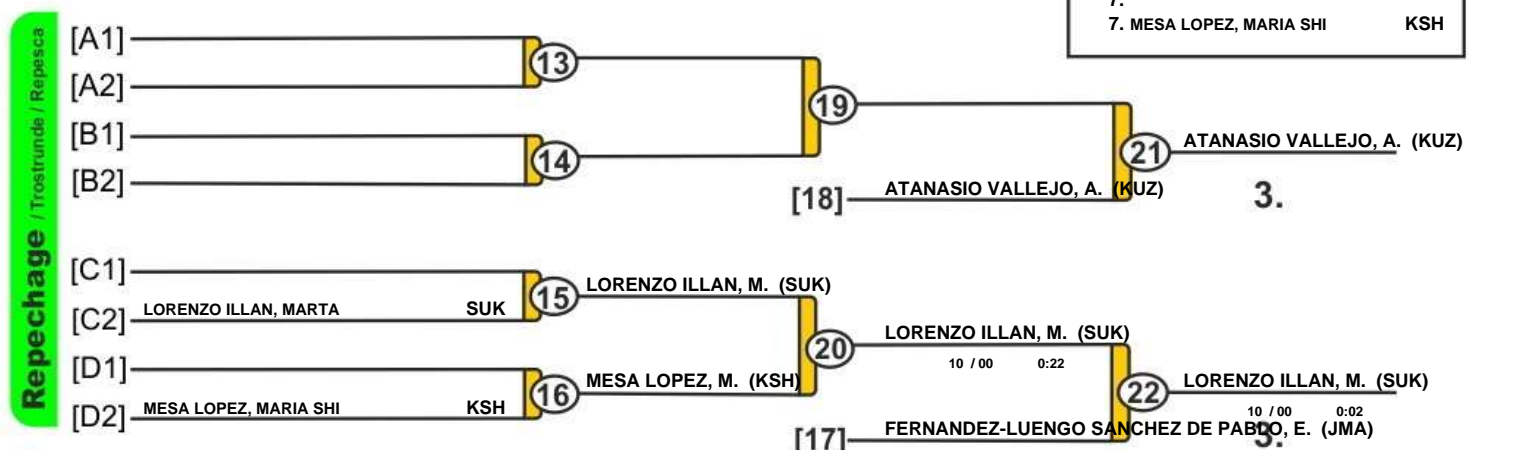 7.
7. MESA LOPEZ, MARIA SHI KSH
Repechage / Trostrunde / Repesca
[A1]
13
[A2]
19
[B1]
14
[B2]
21 ATANASIO VALLEJO, A. (KUZ)
[18] ATANASIO VALLEJO, A. (KUZ)
3.
[C1]
15 LORENZO ILLAN, M. (SUK)
[C2] LORENZO ILLAN, MARTA SUK
20 LORENZO ILLAN, M. (SUK)
10 / 00 0:22
[D1]
16 MESA LOPEZ, M. (KSH)
[D2] MESA LOPEZ, MARIA SHI KSH
22 LORENZO ILLAN, M. (SUK)
10 / 00 0:02
[17] FERNANDEZ-LUENGO SANCHEZ DE PABLO, E. (JMA)
3.